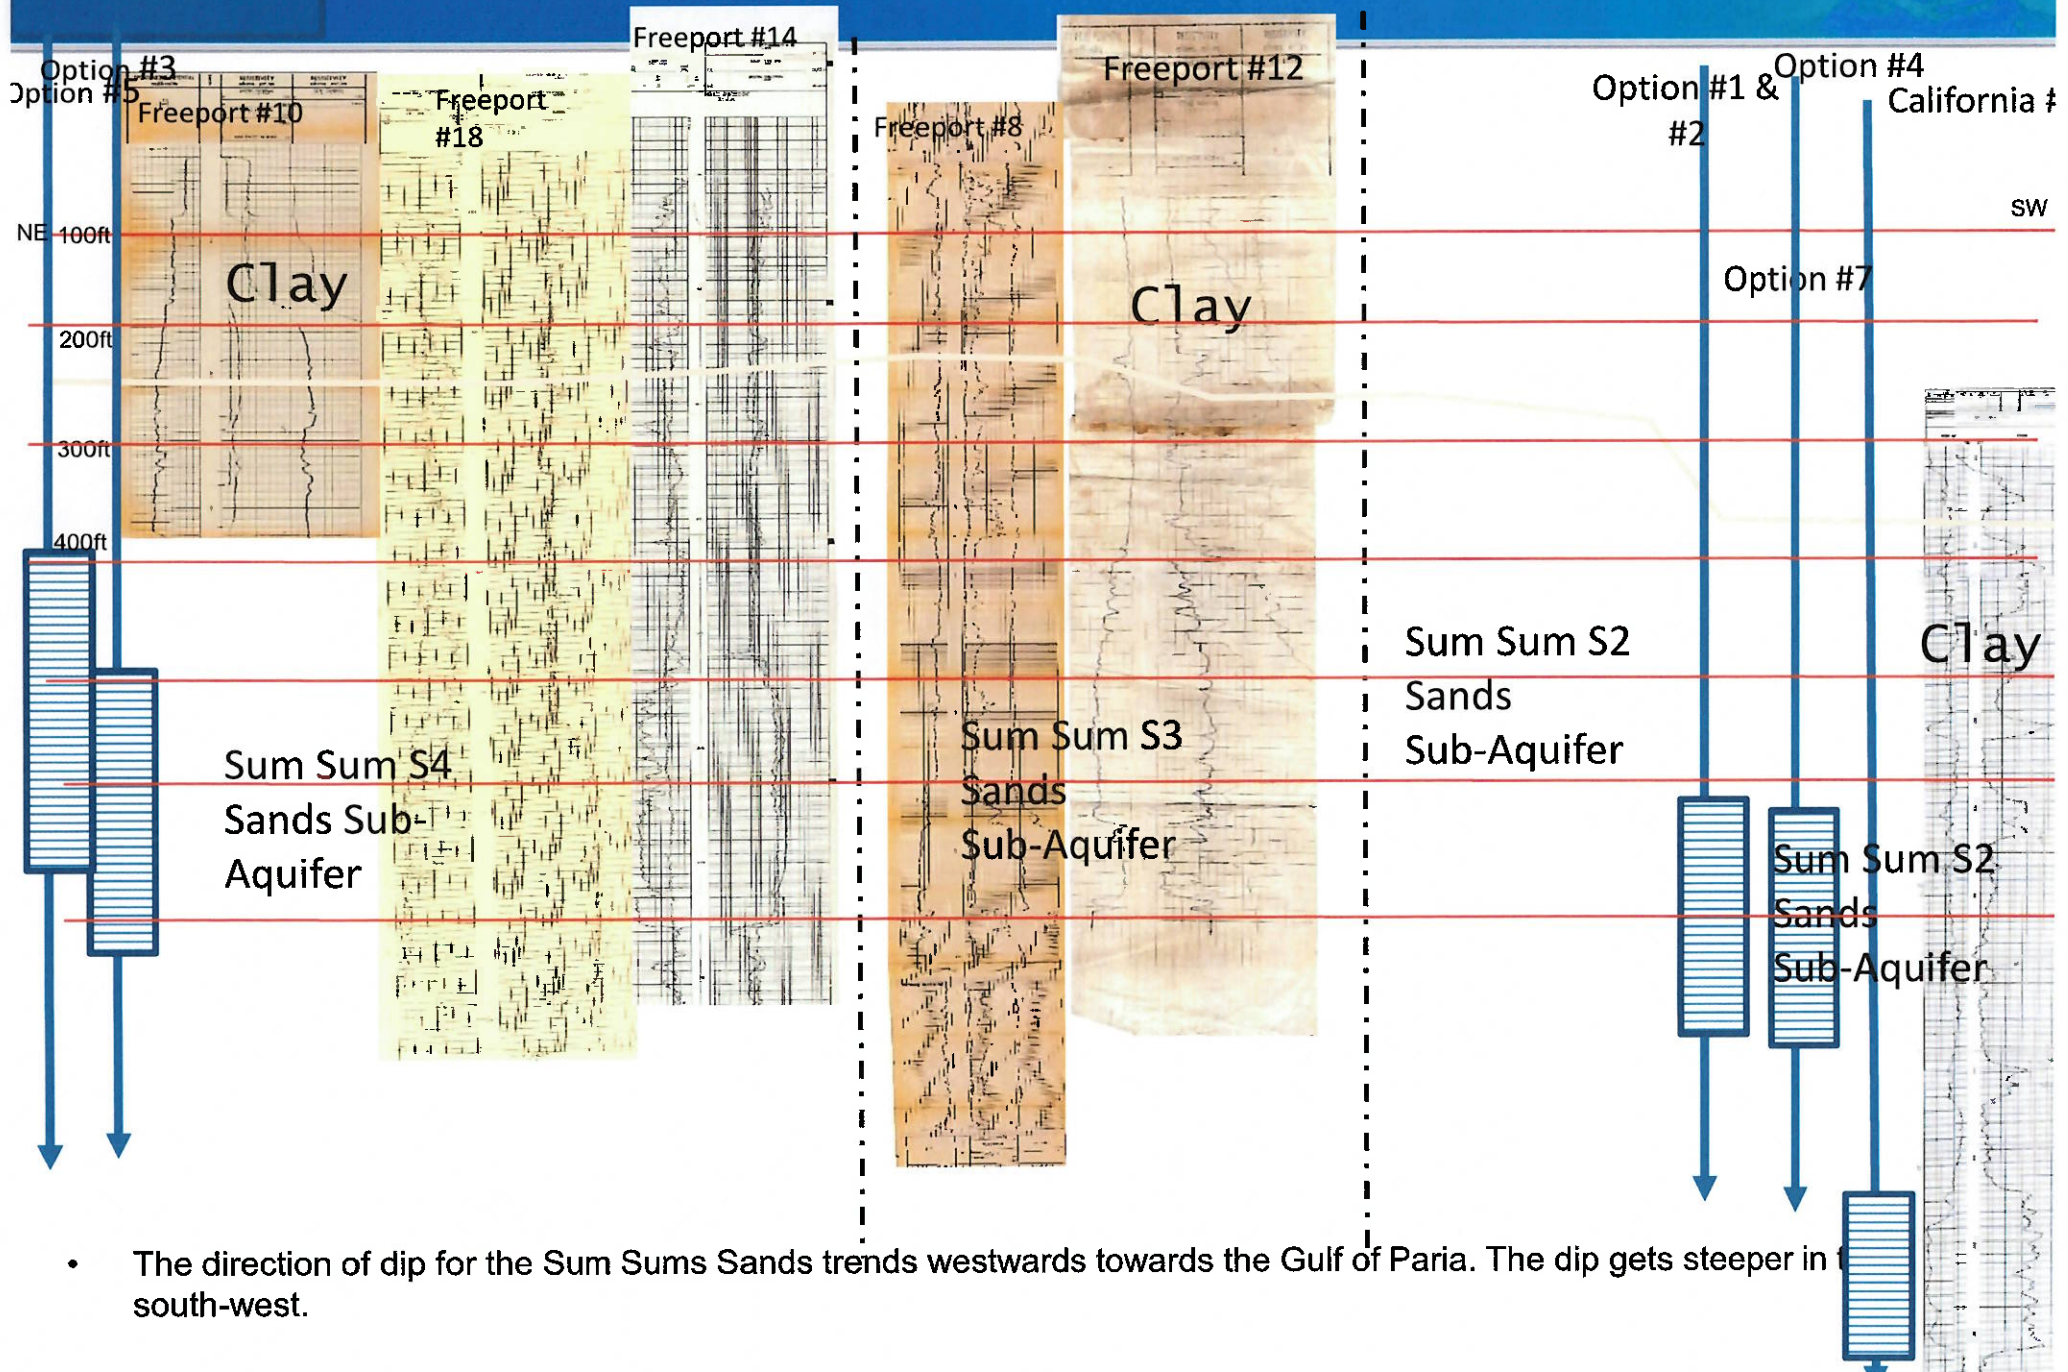 Option #3
Option #5
Freeport #10
Freeport
#18
Freeport #14
Freeport #8
Freeport #12
Option #1 &
#2
Option #4
California #
SW
NE
100ft
Clay
Clay
Option #7
200ft
300ft
400ft
Clay
Sum Sum S4
Sands Sub-
Aquifer
Sum Sum S3
Sands
Sub-Aquifer
Sum Sum S2
Sands
Sub-Aquifer
Sum Sum S2
Sands
Sub-Aquifer
• The direction of dip for the Sum Sums Sands trends westwards towards the Gulf of Paria. The dip gets steeper in
south-west.